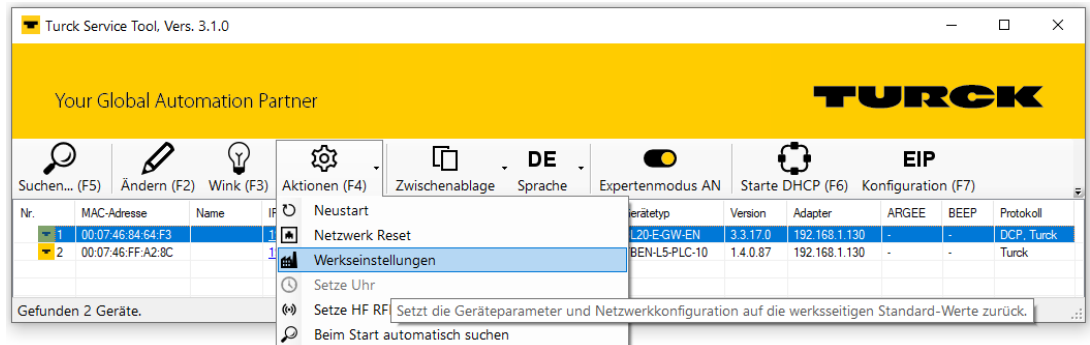 Turck Service Tool, Vers. 3.1.0
Your Global Automation Partner
TURCK
DE
EIP
Suchen... (F5) Ändern (F2) Wink (F3) Aktionen (F4) Zwischenablage Sprache Expertenmodus AN Starte DHCP (F6) Konfiguration (F7)
Nr. MAC-Adresse Name Version Adapter ARGEE BEEP Protokoll
1 00:07:46:84:64:F3 L20-E-GW-EN 3.3.17.0 192.168.1.130 - - DCP, Turck
2 00:07:46:FF:A2:8C BEN-L5-PLC-10 1.4.0.87 192.168.1.130 - - Turck
Neustart
Netzwerk Reset
Werkseinstellungen
Setze Uhr
Setze HF
Setzt die Geräteparameter und Netzwerkkonfiguration auf die werksseitigen Standard-Werte zurück.
Beim Start automatisch suchen
Gefunden 2 Geräte.